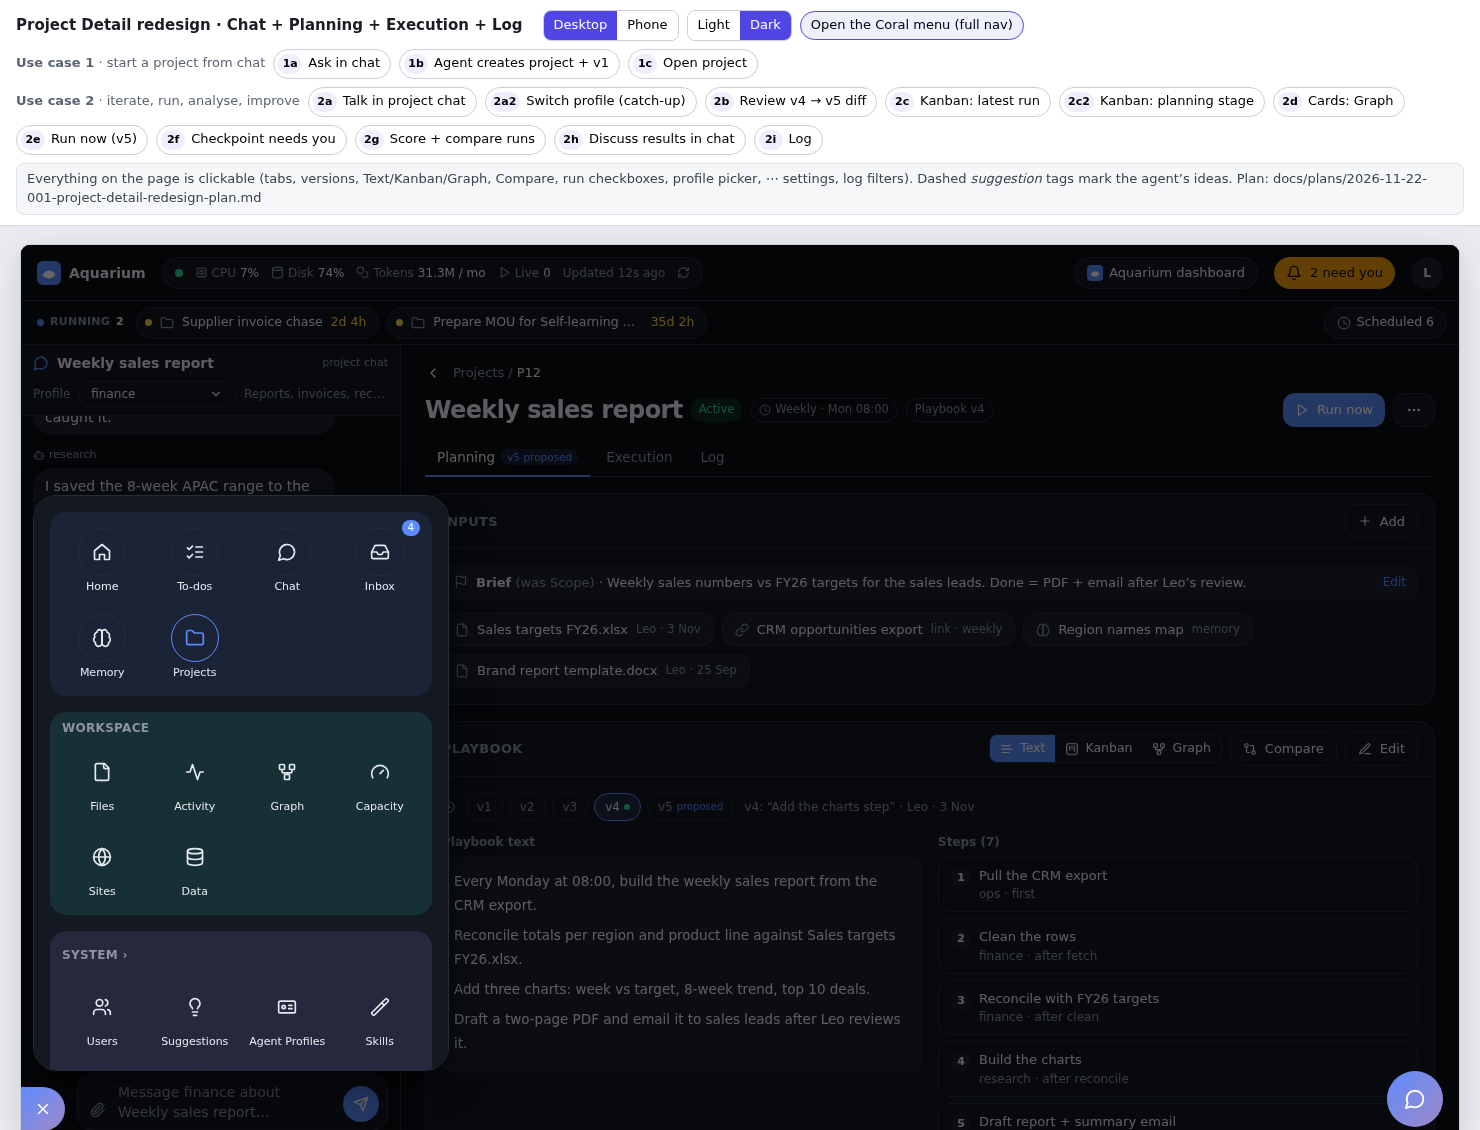 Project Detail redesign · Chat + Planning + Execution + Log
Desktop Phone Light Dark Open the Coral menu (full nav)
Use case 1 · start a project from chat 1a Ask in chat 1b Agent creates project + v1 1c Open project
Use case 2 · iterate, run, analyse, improve 2a Talk in project chat 2a2 Switch profile (catch-up) 2b Review v4 → v5 diff 2c Kanban: latest run 2c2 Kanban: planning stage 2d Cards: Graph
2e Run now (v5) 2f Checkpoint needs you 2g Score + compare runs 2h Discuss results in chat 2i Log
Everything on the page is clickable (tabs, versions, Text/Kanban/Graph, Compare, run checkboxes, profile picker, ··· settings, log filters). Dashed suggestion tags mark the agent’s ideas. Plan: docs/plans/2026-11-22-
001-project-detail-redesign-plan.md
Aquarium CPU 7% Disk 74% Tokens 31.3M / mo Live 0 Updated 12s ago Aquarium dashboard 2 need you L
RUNNING 2 Supplier invoice chase 2d 4h Prepare MOU for Self-learning ... 35d 2h Scheduled 6
Weekly sales report project chat
Profile finance Reports, invoices, rec...
caught it.
research
I saved the 8-week APAC range to the
Projects / P12
Weekly sales report Active Weekly · Mon 08:00 Playbook v4 Run now ···
Planning v5 proposed Execution Log
NPUTS Add
Brief (was Scope) · Weekly sales numbers vs FY26 targets for the sales leads. Done = PDF + email after Leo’s review. Edit
Sales targets FY26.xlsx Leo · 3 Nov CRM opportunities export link · weekly Region names map memory
Brand report template.docx Leo · 25 Sep
PLAYBOOK Text Kanban Graph Compare Edit
v1 v2 v3 v4 v5 proposed v4: “Add the charts step” · Leo · 3 Nov
Playbook text
Every Monday at 08:00, build the weekly sales report from the
CRM export.
Reconcile totals per region and product line against Sales targets
FY26.xlsx.
Add three charts: week vs target, 8-week trend, top 10 deals.
Draft a two-page PDF and email it to sales leads after Leo reviews
it.
Steps (7)
1 Pull the CRM export
ops · first
2 Clean the rows
finance · after fetch
3 Reconcile with FY26 targets
finance · after clean
4 Build the charts
research · after reconcile
5 Draft report + summary email
4
Home To-dos Chat Inbox
Memory Projects
WORKSPACE
Files Activity Graph Capacity
Sites Data
SYSTEM ›
Users Suggestions Agent Profiles Skills
Message finance about
Weekly sales report...